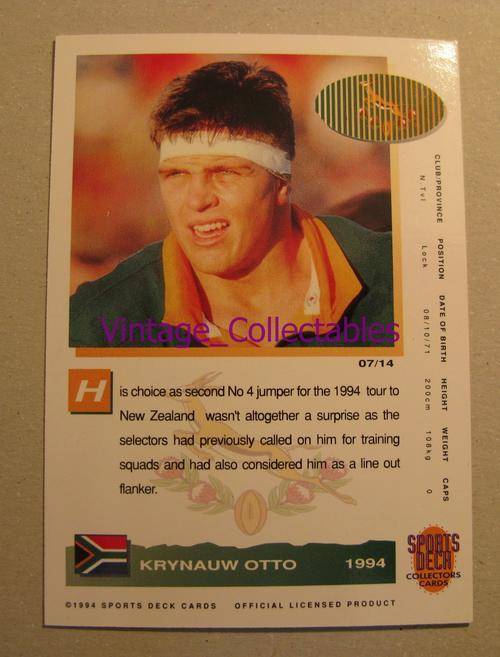 Vintage_Collectables
07/14
His choice as second No 4 jumper for the 1994 tour to
New Zealand wasn't altogether a surprise as the
selectors had previously called on him for training
squads and had also considered him as a line out
flanker.
KRYNAUW OTTO 1994
©1994 SPORTS DECK CARDS OFFICIAL LICENSED PRODUCT
CLUB/PROVINCE POSITION DATE OF BIRTH HEIGHT WEIGHT CAPS
N.Tvl Lock 08/10/71 200cm 108kg 0
SPORTS
DECK
COLLECTORS
CARDS